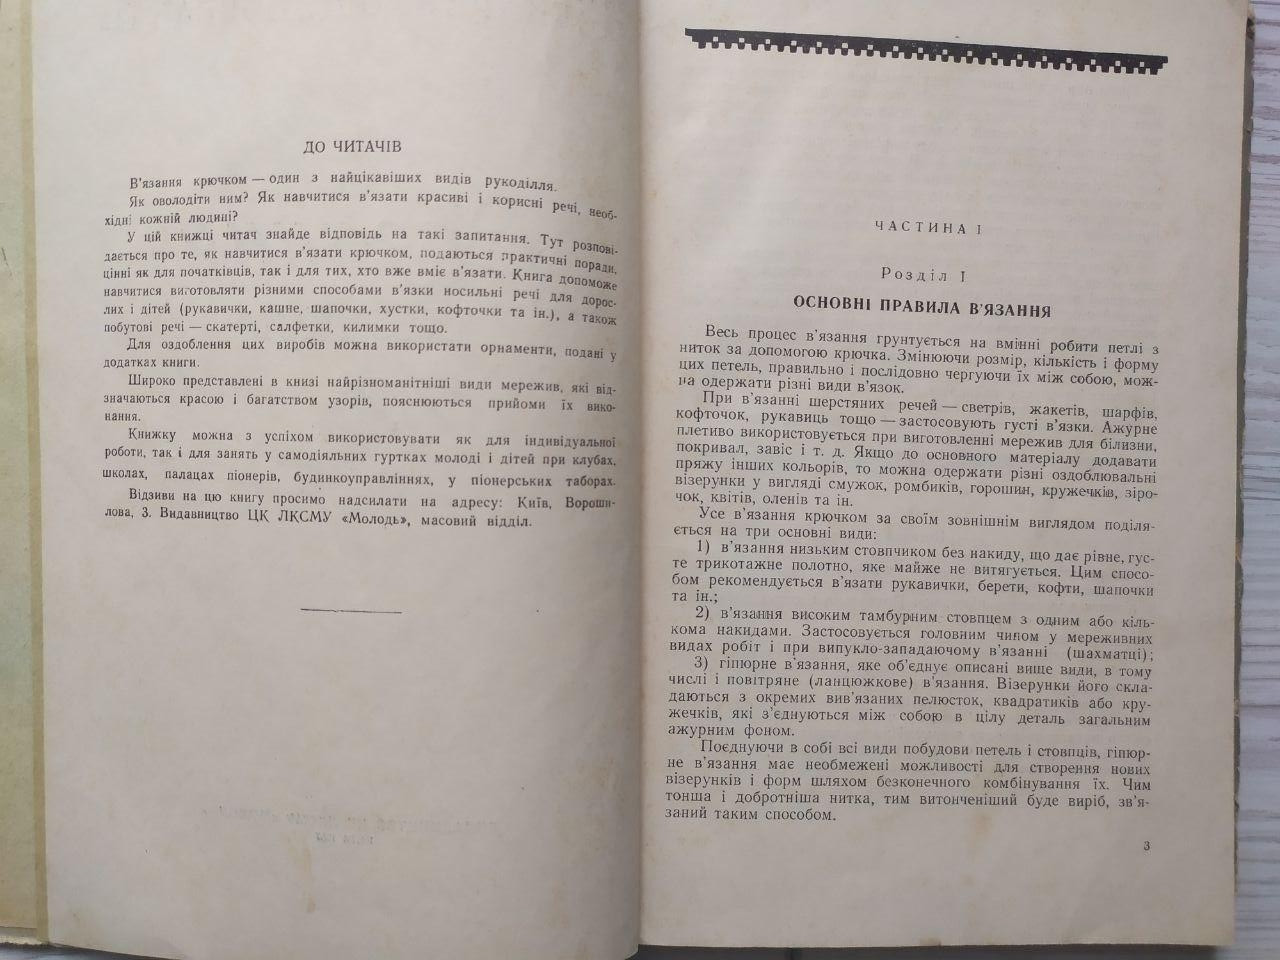 ДО ЧИТАЧІВ
В'язання крючком — один з найцікавіших видів рукоділля.
Як оволодіти ним? Як навчитися в'язати красиві і корисні речі, необ-
хідні кожній людині?
У цій книжці читач знайде відповідь на такі запитання. Тут розпові-
дається про те, як навчитися в'язати крючком, подаються практичні поради,
цінні як для початківців, так і для тих, хто вже вміє в'язати. Книга допоможе
навчитися виготовляти різними способами в'язки носильні речі для дорос-
лих і дітей (рукавички, кашне, шапочки, хустки, кофточки та ін.), а також
побутові речі — скатерті, салфетки, килимки тощо.
Для оздоблення цих виробів можна використати орнаменти, подані у
додатках книги.
Широко представлені в книзі найрізноманітніші види мережив, які від-
значаються красою і багатством узорів, пояснюються прийоми їх вико-
нання.
Книжку можна з успіхом використовувати як для індивідуальної
роботи, так і для занять у самодіяльних гуртках молоді і дітей при клубах,
школах, палацах піонерів, будинкоуправліннях, у піонерських таборах.
Відзиви на цю книгу просимо надсилати на адресу: Київ, Вороши-
лова, 3. Видавництво ЦК ЛКСМУ «Молодь», масовий відділ.
ЧАСТИНА I
Розділ I
ОСНОВНІ ПРАВИЛА В'ЯЗАННЯ
Весь процес в'язання грунтується на вмінні робити петлі з
ниток за допомогою крючка. Змінюючи розмір, кількість і форму
цих петель, правильно і послідовно чергуючи їх між собою, мож-
на одержати різні види в'язок.
При в'язанні шерстяних речей — светрів, жакетів, шарфів,
кофточок, рукавиць тощо — застосовують густі в'язки. Ажурне
плетиво використовується при виготовленні мережив для білизни,
покривал, завіс і т. д. Якщо до основного матеріалу додавати
пряжу інших кольорів, то можна одержати різні оздоблювальні
візерунки у вигляді смужок, ромбиків, горошин, кружечків, зіро-
чок, квітів, оленів та ін.
Усе в'язання крючком за своїм зовнішнім виглядом поділя-
ється на три основні види:
1) в'язання низьким стовпчиком без накиду, що дає рівне, гус-
те трикотажне полотно, яке майже не витягується. Цим спосо-
бом рекомендується в'язати рукавички, берети, кофти, шапочки
та ін.;
2) в'язання високим тамбурним стовпцем з одним або кіль-
кома накидами. Застосовується головним чином у мереживних
видах робіт і при випукло-западаючому в'язанні (шахматці);
3) гіпюрне в'язання, яке об'єднує описані вище види, в тому
числі і повітряне (ланцюжкове) в'язання. Візерунки його скла-
даються з окремих вив'язаних пелюсток, квадратиків або кру-
жечків, які з'єднуються між собою в цілу деталь загальним
ажурним фоном.
Поєднуючи в собі всі види побудови петель і стовпців, гіпюр-
не в'язання має необмежені можливості для створення нових
візерунків і форм шляхом безконечного комбінування їх. Чим
тонша і добротніша нитка, тим витонченіший буде виріб, зв'я-
заний таким способом.
3